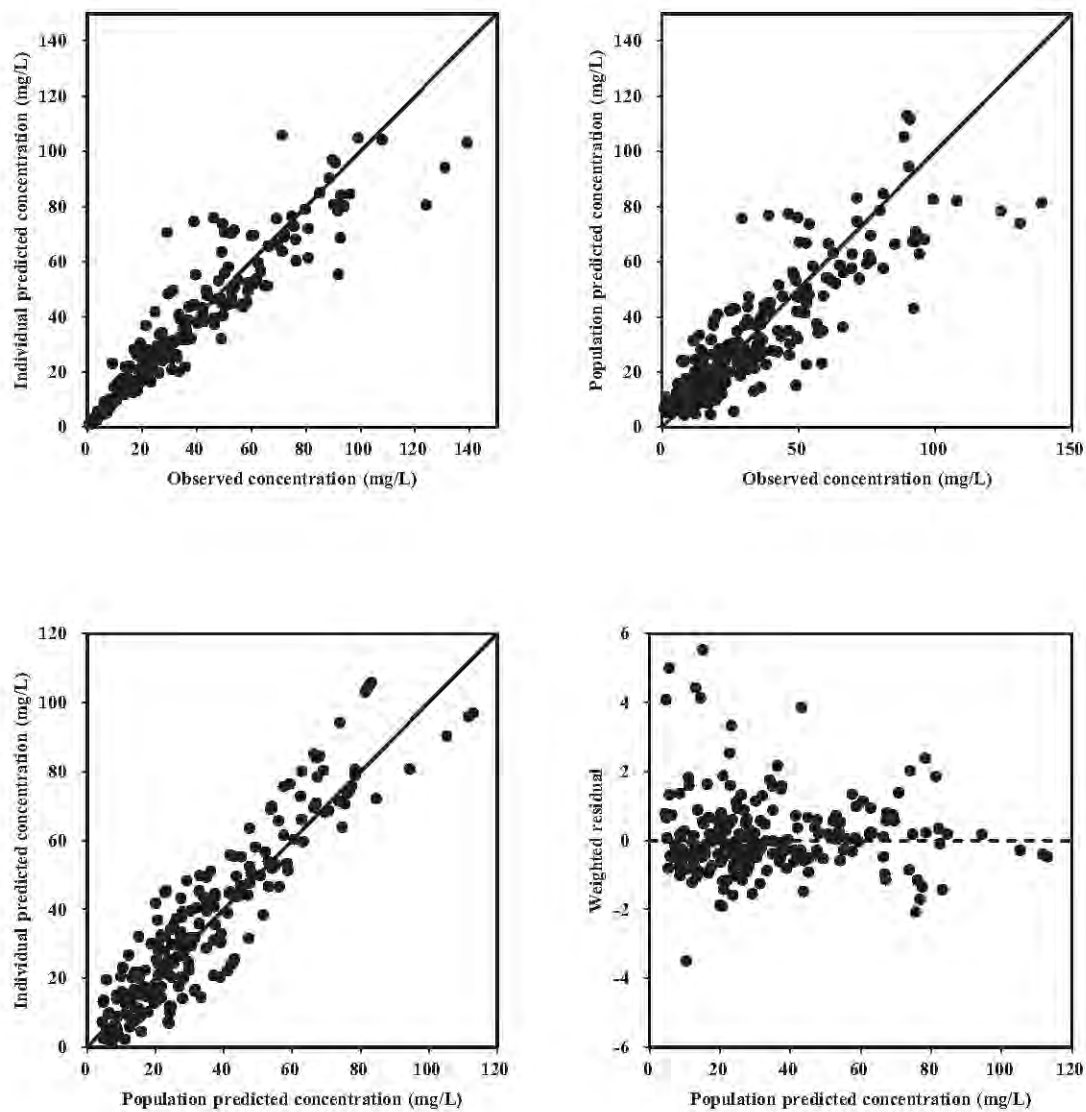 Individual predicted concentration (mg/L)
140
120
100
80
60
40
20
0
0 20 40 60 80 100 120 140
Observed concentration (mg/L)
Population predicted concentration (mg/L)
140
120
100
80
60
40
20
0
0 50 100 150
Observed concentration (mg/L)
Individual predicted concentration (mg/L)
120
100
80
60
40
20
0
0 20 40 60 80 100 120
Population predicted concentration (mg/L)
Weighted residual
6
4
2
0
-2
-4
-6
0 20 40 60 80 100 120
Population predicted concentration (mg/L)